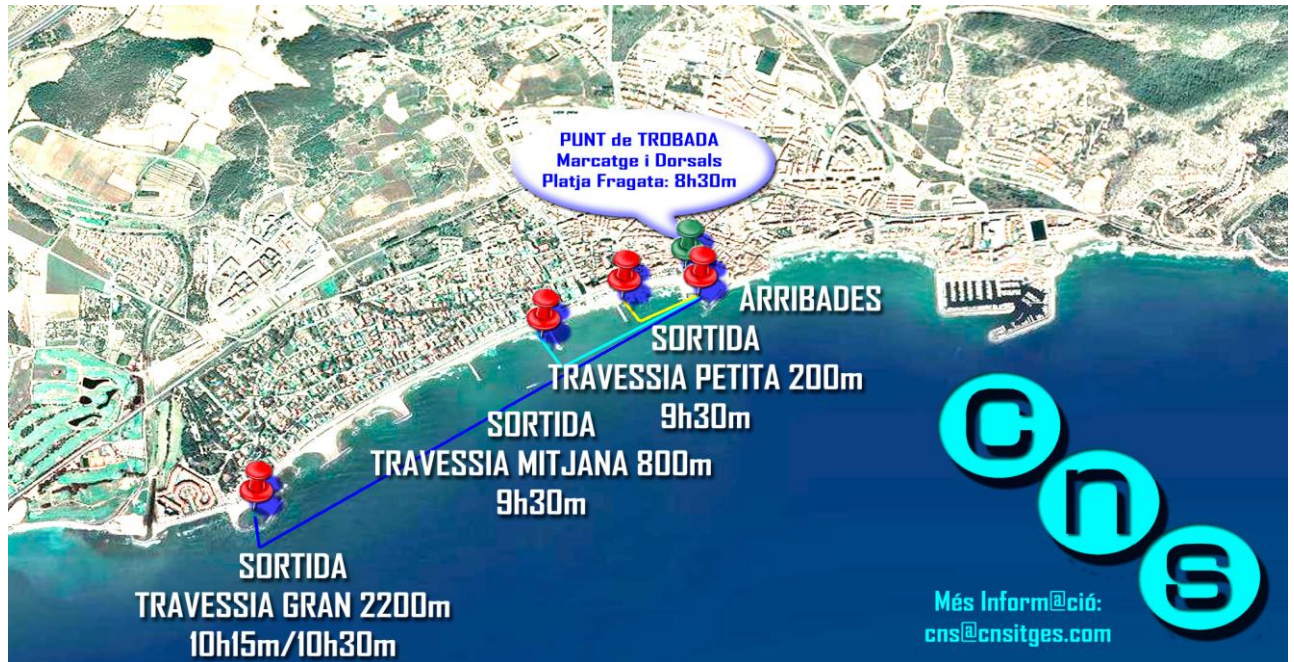 PUNT de TROBADA
Marcatge i Dorsals
Platja Fragata: 8h30m
ARRIBADES
SORTIDA
TRAVESSIA PETITA 200m
9h30m
SORTIDA
TRAVESSIA MITJANA 800m
9h30m
SORTIDA
TRAVESSIA GRAN 2200m
10h15m/10h30m
cns
Més Inform@ció:
cns@cnsitges.com